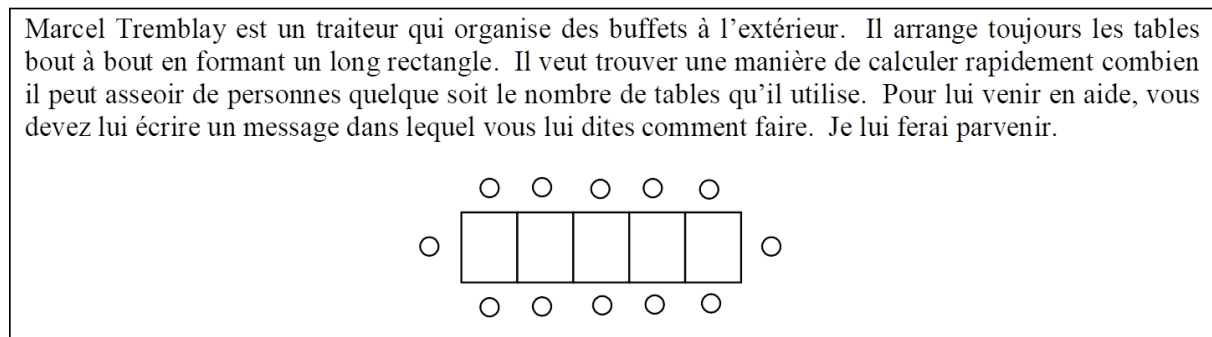 Marcel Tremblay est un traiteur qui organise des buffets à l’extérieur. Il arrange toujours les tables
bout à bout en formant un long rectangle. Il veut trouver une manière de calculer rapidement combien
il peut asseoir de personnes quelque soit le nombre de tables qu’il utilise. Pour lui venir en aide, vous
devez lui écrire un message dans lequel vous lui dites comment faire. Je lui ferai parvenir.